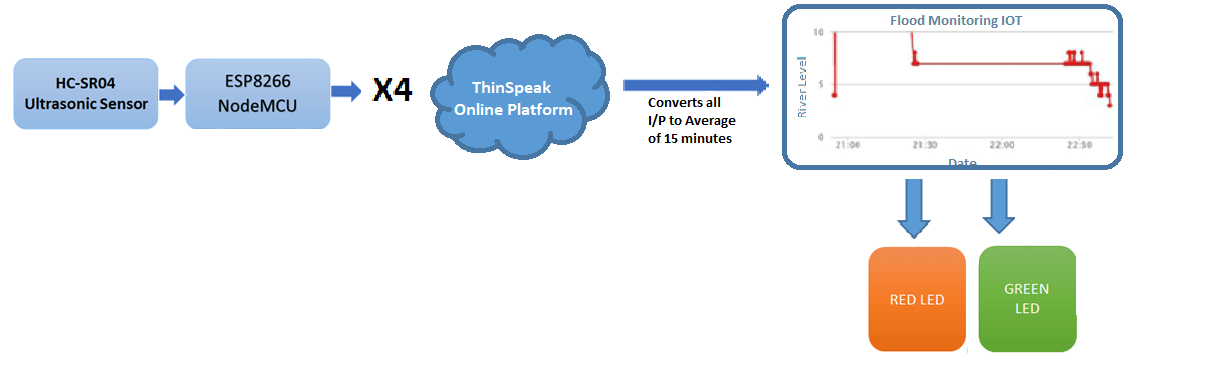 HC-SR04
Ultrasonic Sensor
ESP8266
NodeMCU
X4
ThinSpeak
Online Platform
Converts all
I/P to Average
of 15 minutes
Flood Monitoring IOT
River Level
10
5
0
21:00
21:30
22:00
22:50
Date
RED LED
GREEN
LED